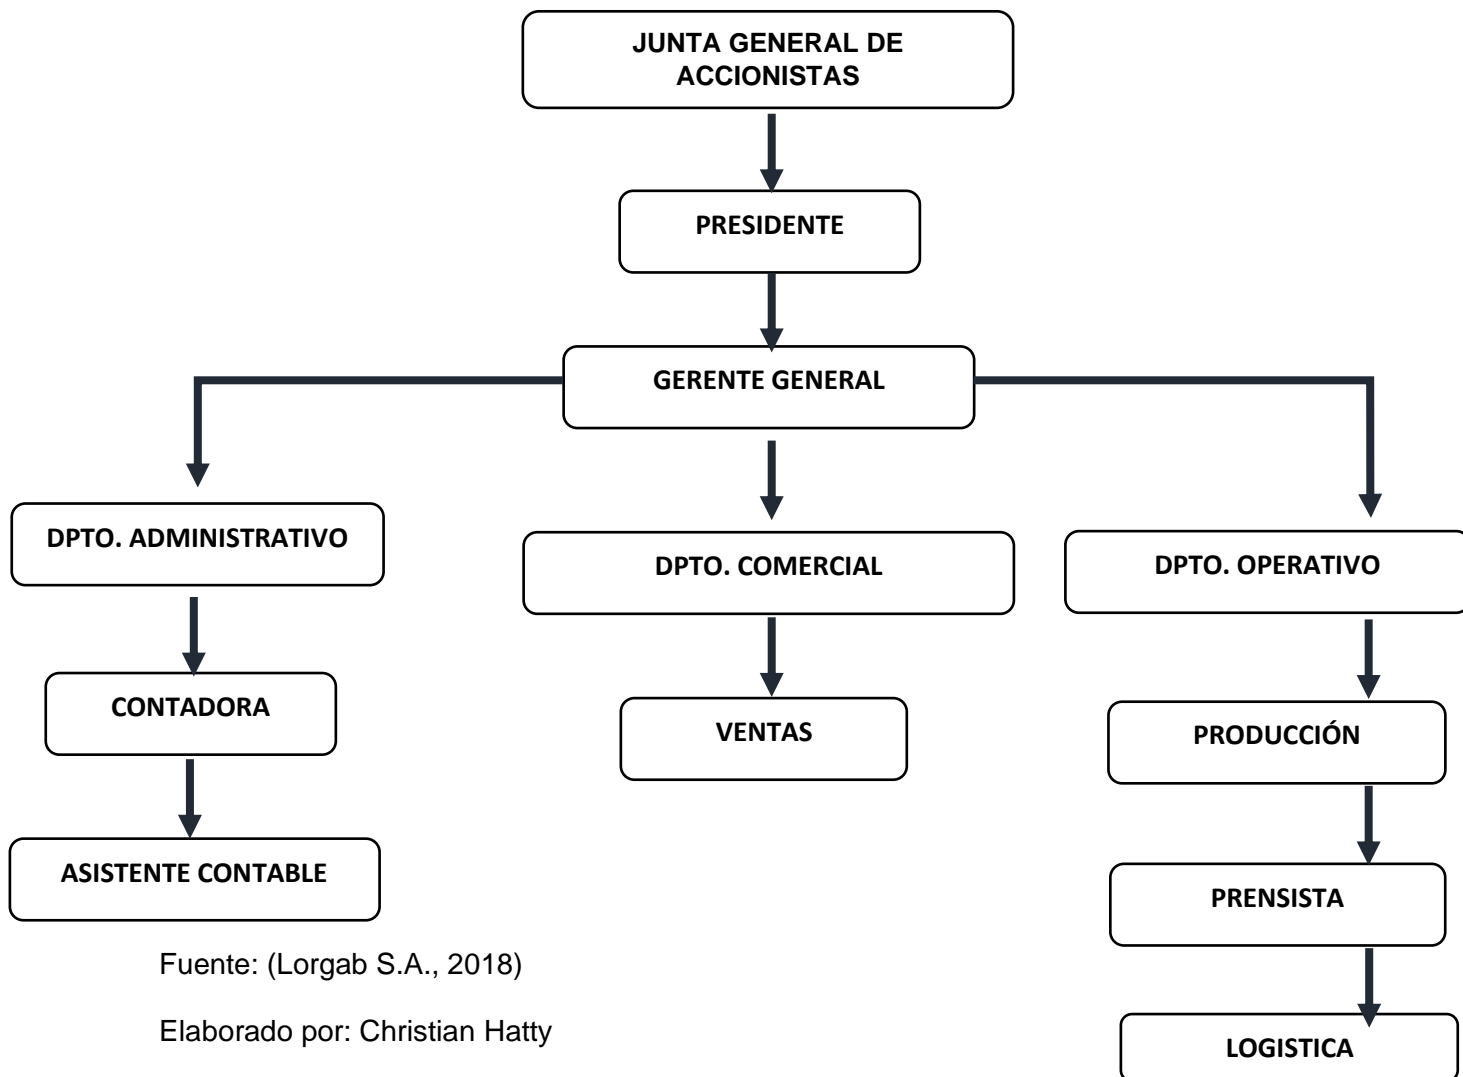 JUNTA GENERAL DE
ACCIONISTAS
PRESIDENTE
GERENTE GENERAL
DPTO. ADMINISTRATIVO
DPTO. COMERCIAL
DPTO. OPERATIVO
CONTADORA
VENTAS
PRODUCCIÓN
ASISTENTE CONTABLE
PRENSISTA
Fuente: (Lorgab S.A., 2018)
Elaborado por: Christian Hatty
LOGISTICA